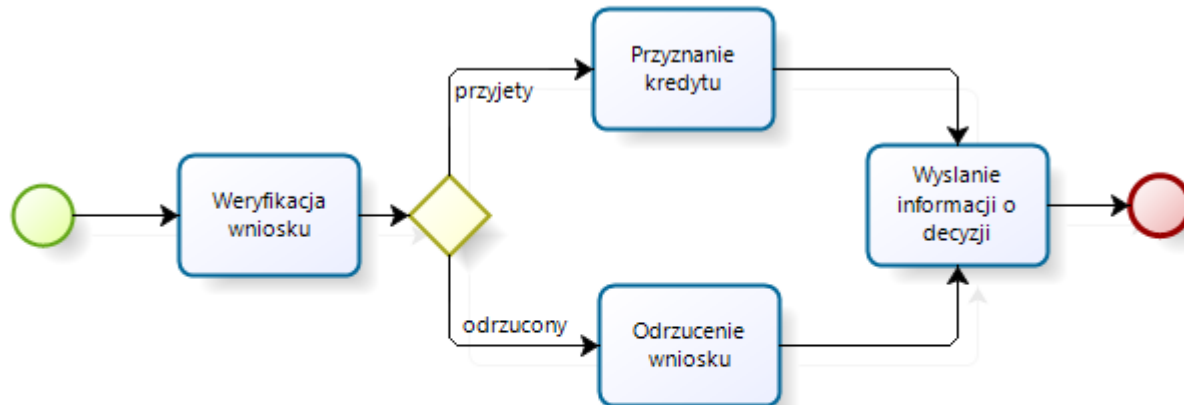 Weryfikacja
wniosku
przyjety
Przyznanie
kredytu
odrzucony
Odrzucenie
wniosku
Wyslanie
informacji o
decyzji